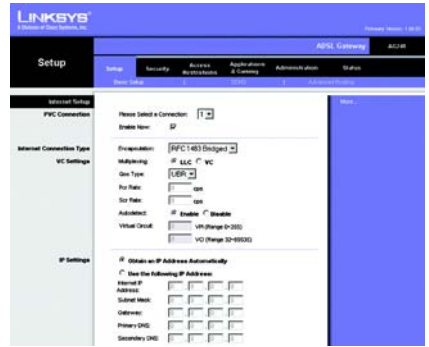 LINKSYS®
A Division of Cisco Systems, Inc.
ADSL Gateway
AG241
Setup
Setup Security Access Restrictions Applications & Gaming Administration Status
Basic Setup DDNS Advanced Routing
Internet Setup
More...
PVC Connection
Please Select a Connection: 1
Enable Now:
Internet Connection Type
Encapsulation: RFC 1483 Bridged
VC Settings
Multiplexing: LLC VC
Qos Type: UBR
Pcr Rate: cps
Scr Rate: cps
Autodetect: Enable Disable
Virtual Circuit: VPI (Range 0~255)
VCI (Range 32~65535)
IP Settings
Obtain an IP Address Automatically
Use the following IP Address:
Internet IP Address:
Subnet Mask:
Gateway:
Primary DNS:
Secondary DNS: